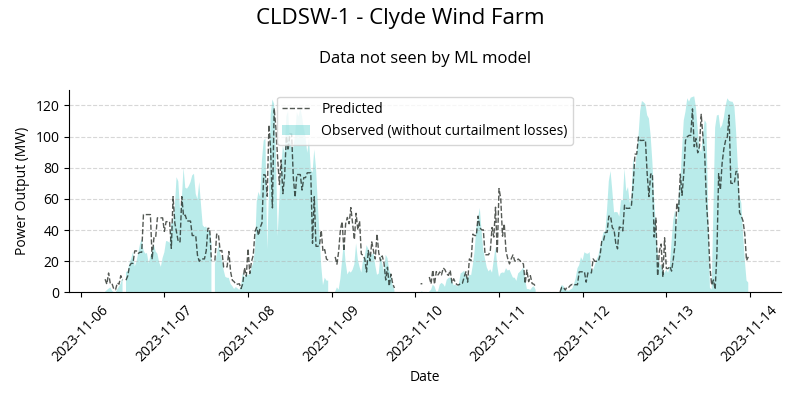 CLDSW-1 - Clyde Wind Farm
Data not seen by ML model
Predicted
Observed (without curtailment losses)
Power Output (MW)
120
100
80
60
40
20
0
2023-11-06
2023-11-07
2023-11-08
2023-11-09
2023-11-10
2023-11-11
2023-11-12
2023-11-13
2023-11-14
Date